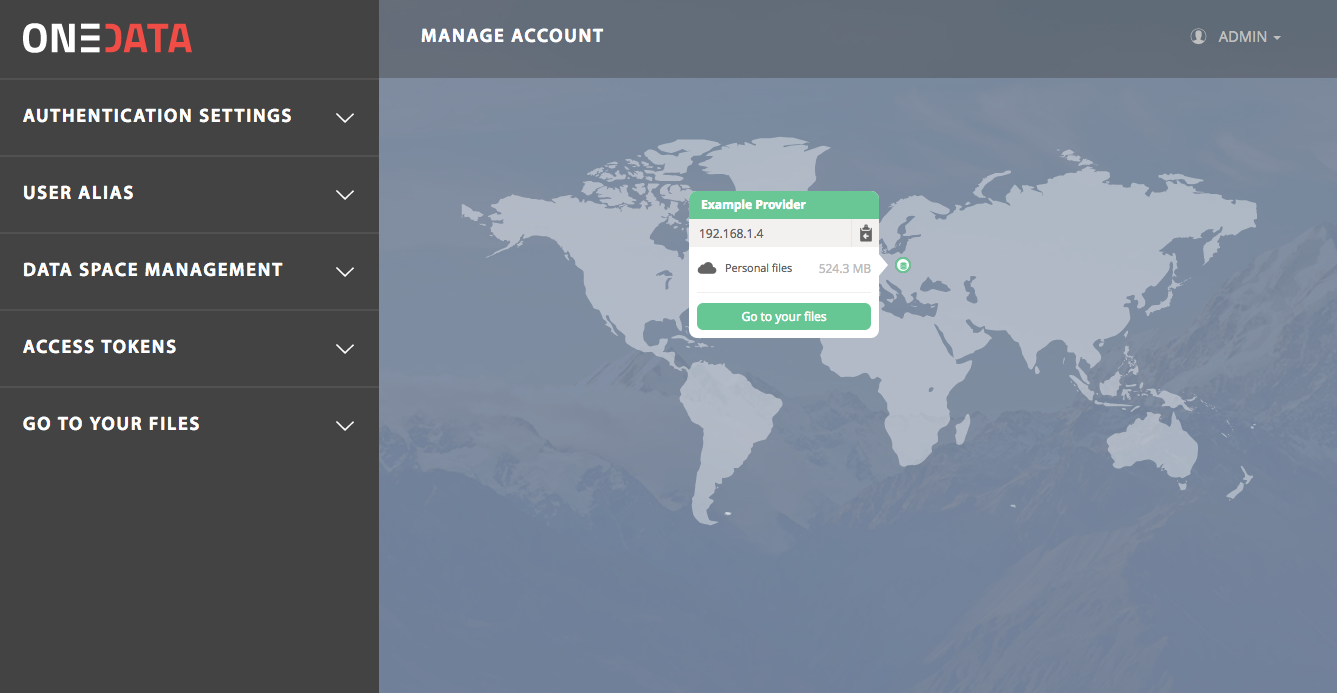 ONEDATA
MANAGE ACCOUNT
ADMIN
AUTHENTICATION SETTINGS
USER ALIAS
DATA SPACE MANAGEMENT
ACCESS TOKENS
GO TO YOUR FILES
Example Provider
192.168.1.4
Personal files 524.3 MB
Go to your files